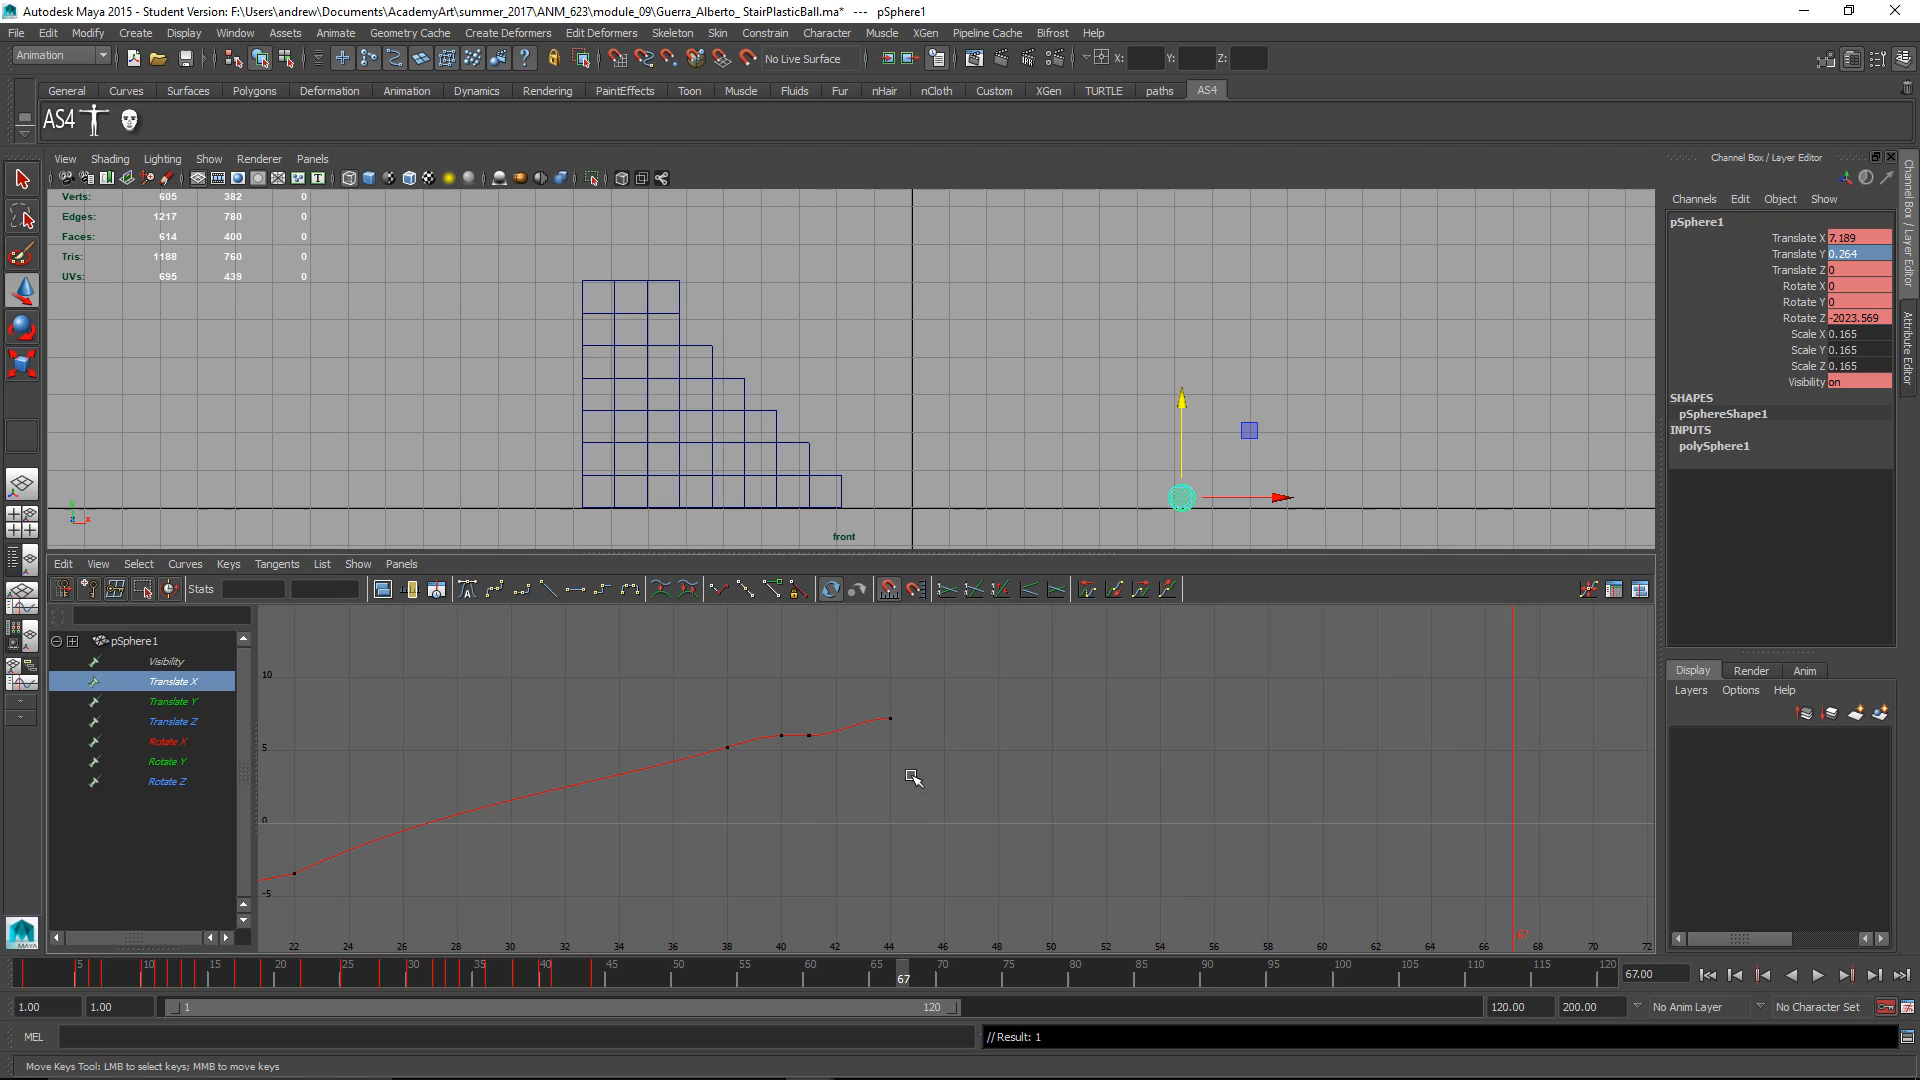 Autodesk Maya 2015 - Student Version: F:\Users\andrew\Documents\AcademyArt\summer_2017\ANM_623\module_09\Guerra_Alberto_ StairPlasticBall.ma* --- pSphere1
File Edit Modify Create Display Window Assets Animate Geometry Cache Create Deformers Edit Deformers Skeleton Skin Constrain Character Muscle XGen Pipeline Cache Bifrost Help
Animation No Live Surface X: Y: Z:
General Curves Surfaces Polygons Deformation Animation Dynamics Rendering PaintEffects Toon Muscle Fluids Fur nHair nCloth Custom XGen TURTLE paths AS4
AS4
View Shading Lighting Show Renderer Panels
Verts: 605 382 0
Edges: 1217 780 0
Faces: 614 400 0
Tris: 1188 760 0
UVs: 695 439 0
front
Channel Box / Layer Editor
Channels Edit Object Show
pSphere1
Translate X 7.189
Translate Y 0.264
Translate Z 0
Rotate X 0
Rotate Y 0
Rotate Z -2023.569
Scale X 0.165
Scale Y 0.165
Scale Z 0.165
Visibility on
SHAPES
pSphereShape1
INPUTS
polySphere1
Channel Box / Layer Editor
Attribute Editor
Edit View Select Curves Keys Tangents List Show Panels
Stats
pSphere1
Visibility
Translate X
Translate Y
Translate Z
Rotate X
Rotate Y
Rotate Z
10
5
0
-5
22 24 26 28 30 32 34 36 38 40 42 44 46 48 50 52 54 56 58 60 62 64 66 67 68 70 72
Display Render Anim
Layers Options Help
MAYA
5 10 15 20 25 30 35 40 45 50 55 60 65 67 70 75 80 85 90 95 100 105 110 115 120 67.00
1.00 1.00 1 120 120.00 200.00 No Anim Layer No Character Set
MEL // Result: 1
Move Keys Tool: LMB to select keys; MMB to move keys